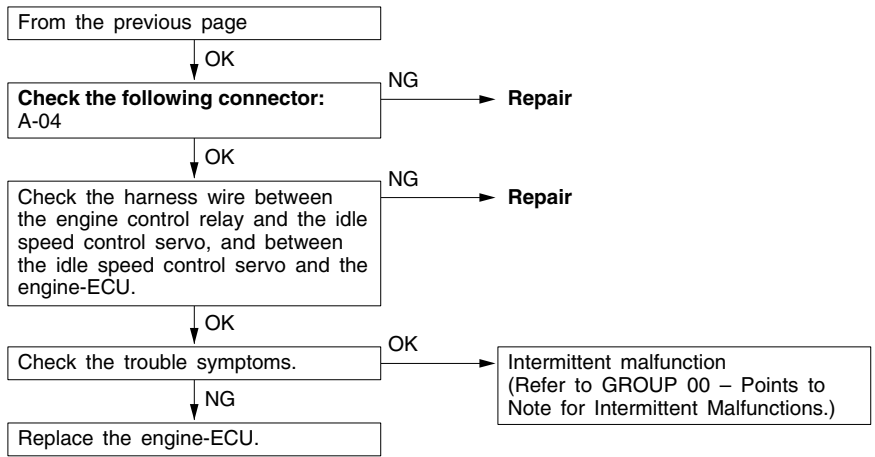 From the previous page
OK
Check the following connector:
A-04
NG
Repair
OK
Check the harness wire between
the engine control relay and the idle
speed control servo, and between
the idle speed control servo and the
engine-ECU.
NG
Repair
OK
Check the trouble symptoms.
OK
Intermittent malfunction
(Refer to GROUP 00 – Points to
Note for Intermittent Malfunctions.)
NG
Replace the engine-ECU.